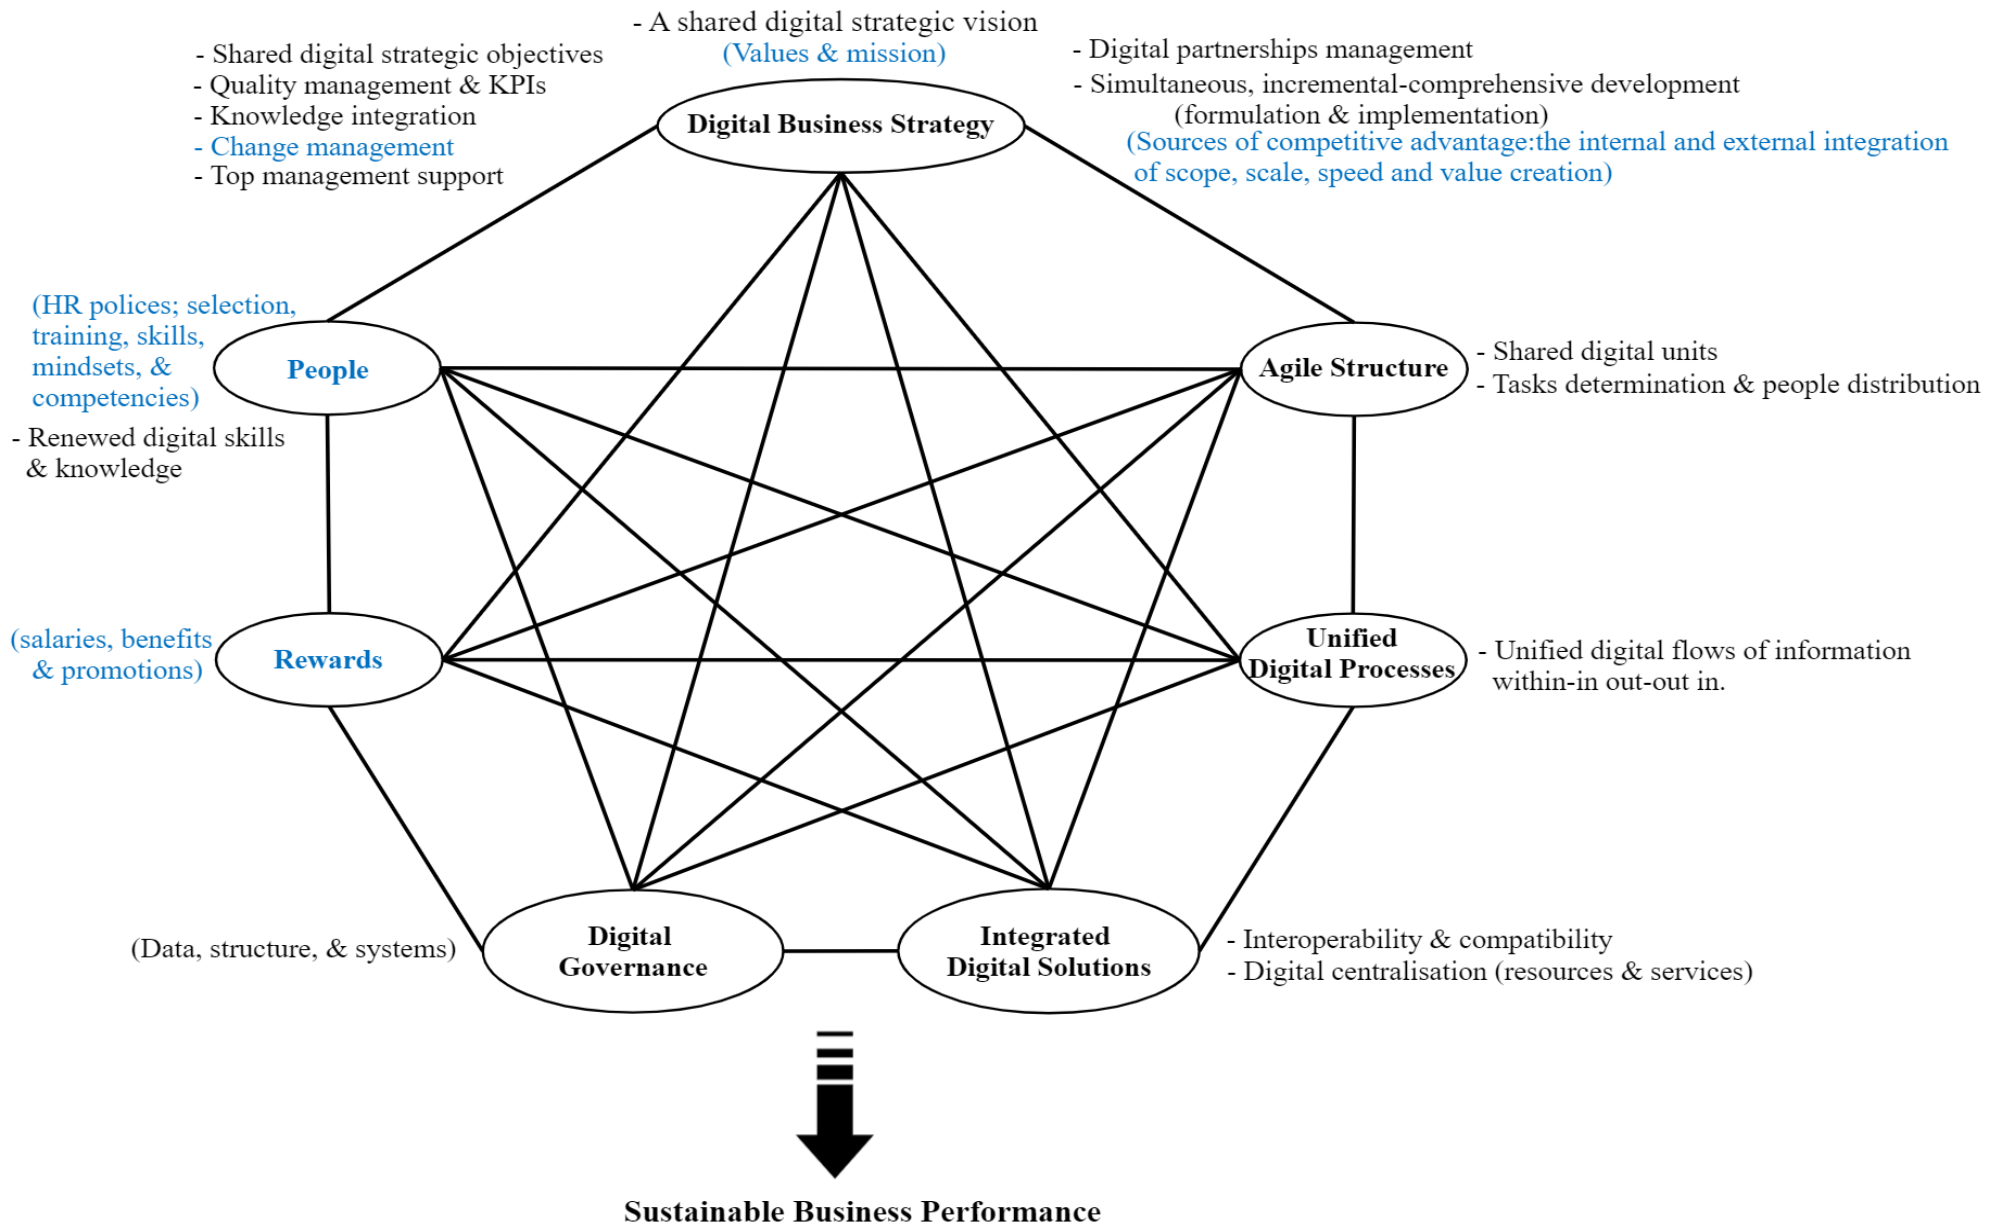 - A shared digital strategic vision
(Values & mission)
- Shared digital strategic objectives
- Quality management & KPIs
- Knowledge integration
- Change management
- Top management support
- Digital partnerships management
- Simultaneous, incremental-comprehensive development
(formulation & implementation)
(Sources of competitive advantage:the internal and external integration
of scope, scale, speed and value creation)
Digital Business Strategy
(HR polices; selection,
training, skills,
mindsets, &
competencies)
- Renewed digital skills
& knowledge
People
Agile Structure
- Shared digital units
- Tasks determination & people distribution
(salaries, benefits
& promotions)
Rewards
Unified
Digital Processes
- Unified digital flows of information
within-in out-out in.
(Data, structure, & systems)
Digital
Governance
Integrated
Digital Solutions
- Interoperability & compatibility
- Digital centralisation (resources & services)
Sustainable Business Performance